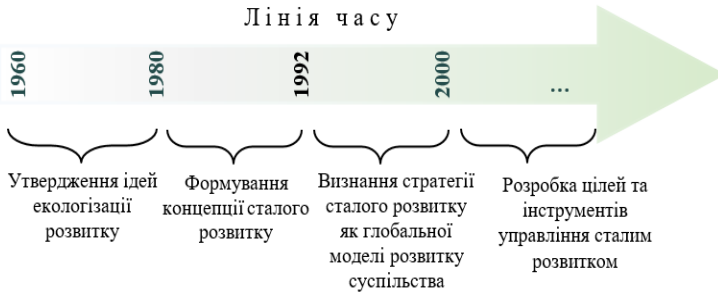 Лінія часу
1960
1980
1992
2000
...
Утвердження ідей
екологізації
розвитку
Формування
концепції сталого
розвитку
Визнання стратегії
сталого розвитку
як глобальної
моделі розвитку
суспільства
Розробка цілей та
інструментів
управління сталим
розвитком